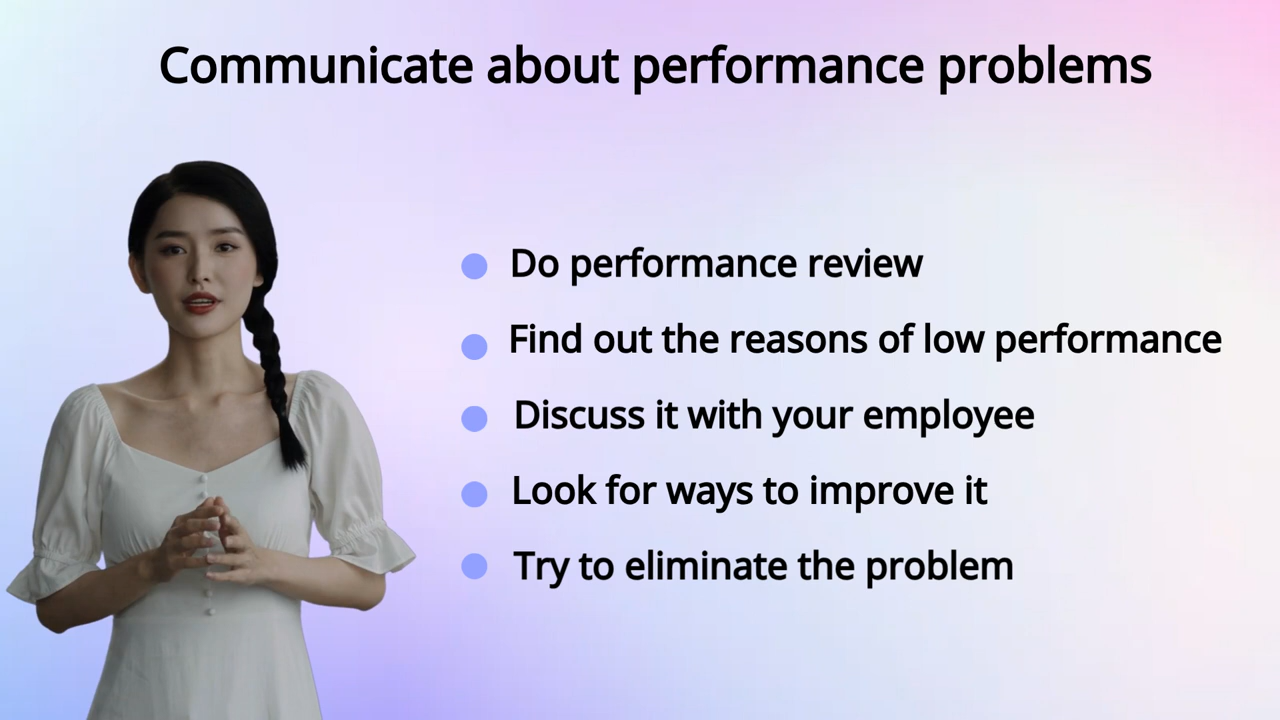 Communicate about performance problems
Do performance review
Find out the reasons of low performance
Discuss it with your employee
Look for ways to improve it
Try to eliminate the problem